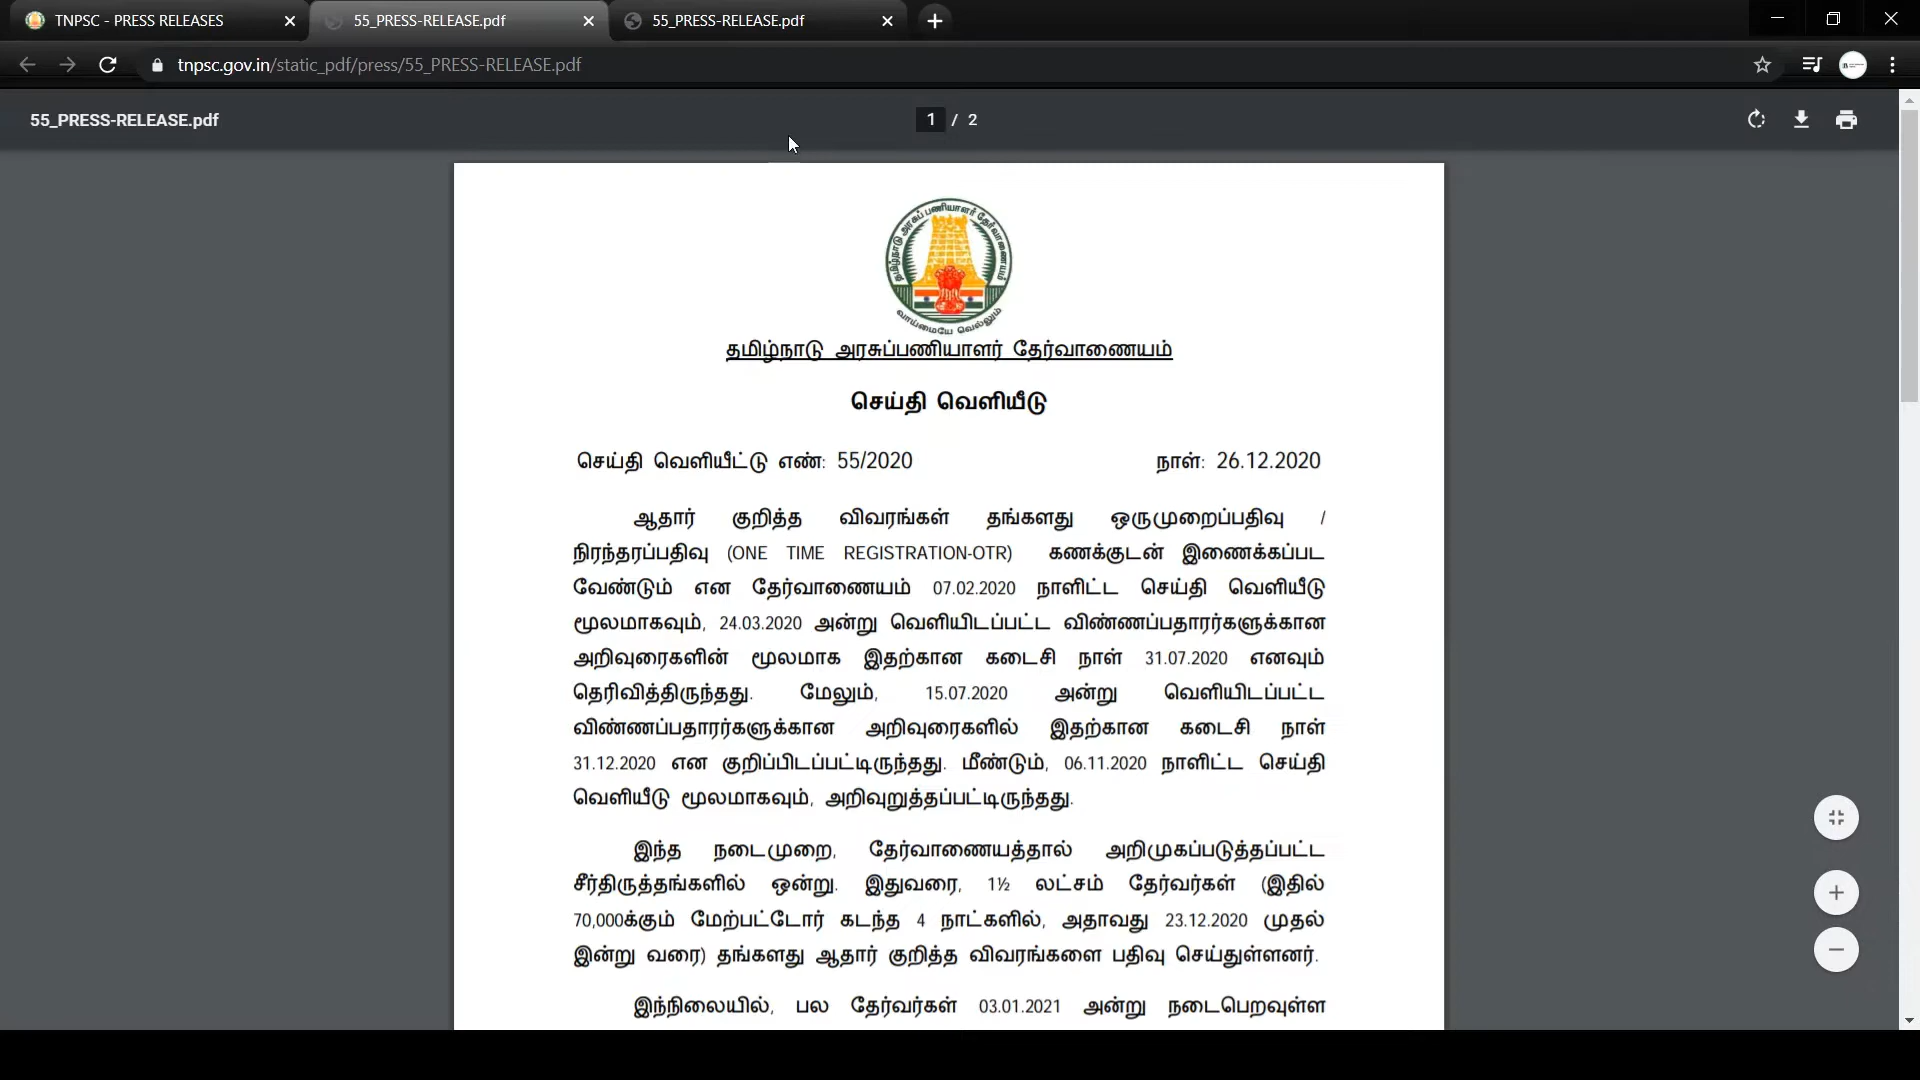 TNPSC - PRESS RELEASES
55_PRESS-RELEASE.pdf
55_PRESS-RELEASE.pdf
tnpsc.gov.in/static_pdf/press/55_PRESS-RELEASE.pdf
55_PRESS-RELEASE.pdf
1 / 2
தமிழ்நாடு அரசுப் பணியாளர் தேர்வாணையம்
வாய்மையே வெல்லும்
தமிழ்நாடு அரசுப்பணியாளர் தேர்வாணையம்
செய்தி வெளியீடு
செய்தி வெளியீட்டு எண்: 55/2020 நாள்: 26.12.2020
ஆதார் குறித்த விவரங்கள் தங்களது ஒருமுறைப்பதிவு /
நிரந்தரப்பதிவு (ONE TIME REGISTRATION-OTR) கணக்குடன் இணைக்கப்பட
வேண்டும் என தேர்வாணையம் 07.02.2020 நாளிட்ட செய்தி வெளியீடு
மூலமாகவும், 24.03.2020 அன்று வெளியிடப்பட்ட விண்ணப்பதாரர்களுக்கான
அறிவுரைகளின் மூலமாக இதற்கான கடைசி நாள் 31.07.2020 எனவும்
தெரிவித்திருந்தது. மேலும், 15.07.2020 அன்று வெளியிடப்பட்ட
விண்ணப்பதாரர்களுக்கான அறிவுரைகளில் இதற்கான கடைசி நாள்
31.12.2020 என குறிப்பிடப்பட்டிருந்தது. மீண்டும், 06.11.2020 நாளிட்ட செய்தி
வெளியீடு மூலமாகவும், அறிவுறுத்தப்பட்டிருந்தது.
இந்த நடைமுறை, தேர்வாணையத்தால் அறிமுகப்படுத்தப்பட்ட
சீர்திருத்தங்களில் ஒன்று. இதுவரை, 1½ லட்சம் தேர்வர்கள் (இதில்
70,000க்கும் மேற்பட்டோர் கடந்த 4 நாட்களில், அதாவது 23.12.2020 முதல்
இன்று வரை) தங்களது ஆதார் குறித்த விவரங்களை பதிவு செய்துள்ளனர்.
இந்நிலையில், பல தேர்வர்கள் 03.01.2021 அன்று நடைபெறவுள்ள